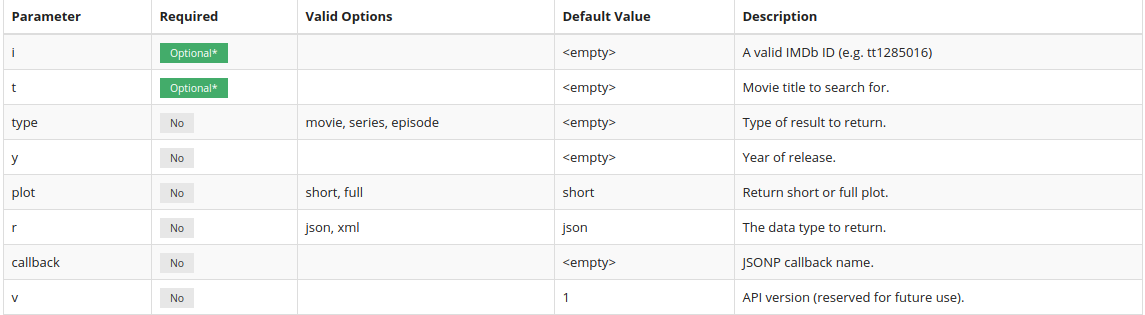 Parameter Required Valid Options Default Value Description
i Optional* <empty> A valid IMDb ID (e.g. tt1285016)
t Optional* <empty> Movie title to search for.
type No movie, series, episode <empty> Type of result to return.
y No <empty> Year of release.
plot No short, full short Return short or full plot.
r No json, xml json The data type to return.
callback No <empty> JSONP callback name.
v No 1 API version (reserved for future use).